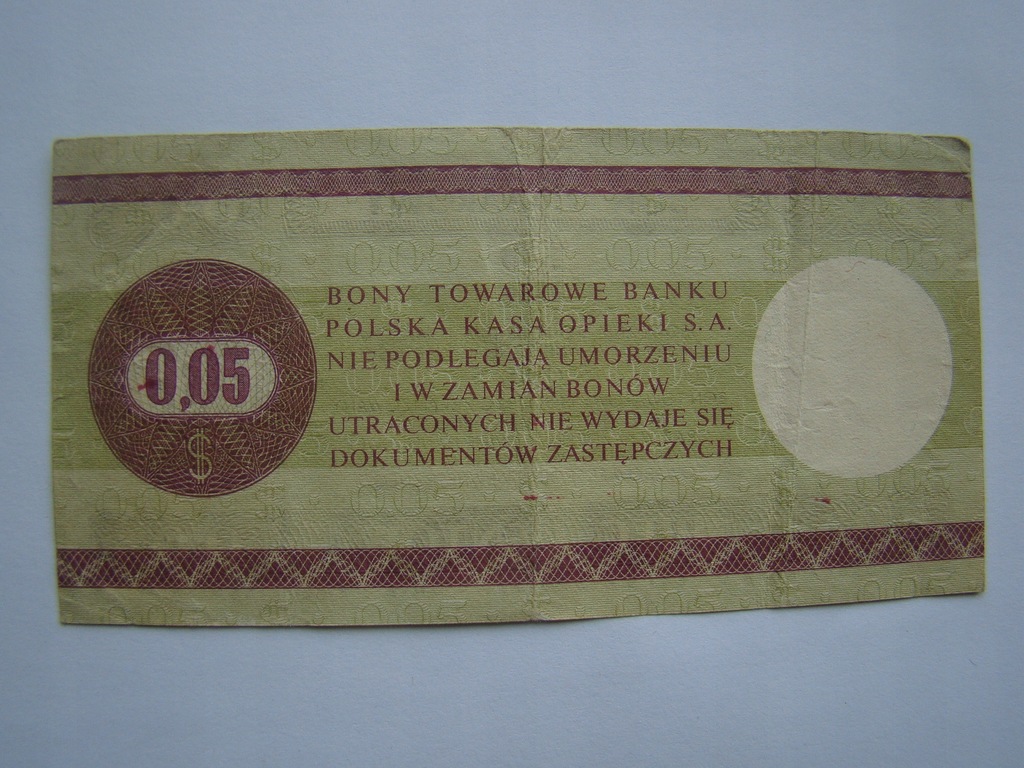 BONY TOWAROWE BANKU
POLSKA KASA OPIEKI S.A.
NIE PODLEGAJĄ UMORZENIU
I W ZAMIAN BONÓW
UTRACONYCH NIE WYDAJE SIĘ
DOKUMENTÓW ZASTĘPCZYCH
0,05
$